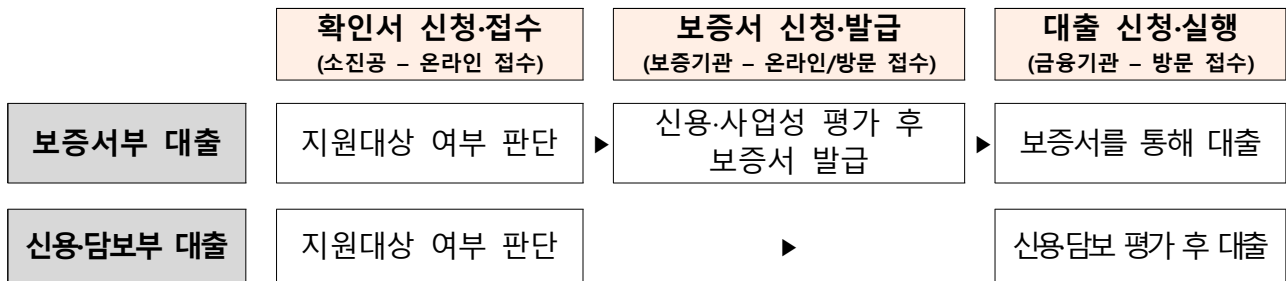 확인서 신청·접수
(소진공 – 온라인 접수)
보증서 신청·발급
(보증기관 – 온라인/방문 접수)
대출 신청·실행
(금융기관 – 방문 접수)
보증서부 대출
지원대상 여부 판단
▶
신용·사업성 평가 후
보증서 발급
▶
보증서를 통해 대출
신용·담보부 대출
지원대상 여부 판단
▶
신용·담보 평가 후 대출